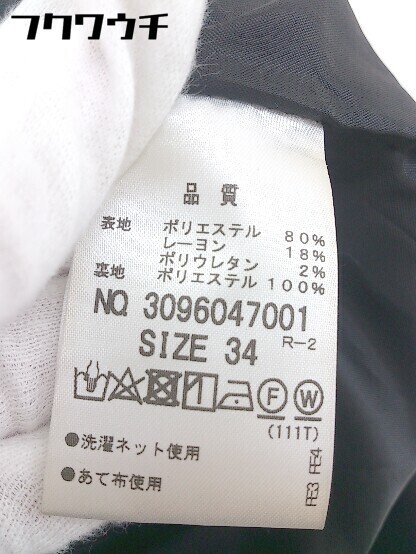 フクワウチ
品質
表地 ポリエステル 80%
レーヨン 18%
ポリウレタン 2%
裏地 ポリエステル 100%
NO. 3096047001
SIZE 34 R-2
F W
(111T)
●洗濯ネット使用
●あて布使用